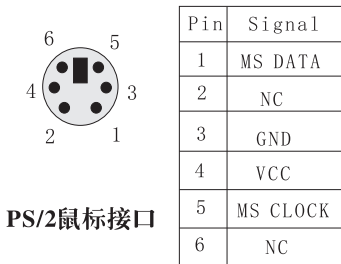 6 5
4 3
2 1
PS/2鼠标接口
Pin Signal
1 MS DATA
2 NC
3 GND
4 VCC
5 MS CLOCK
6 NC